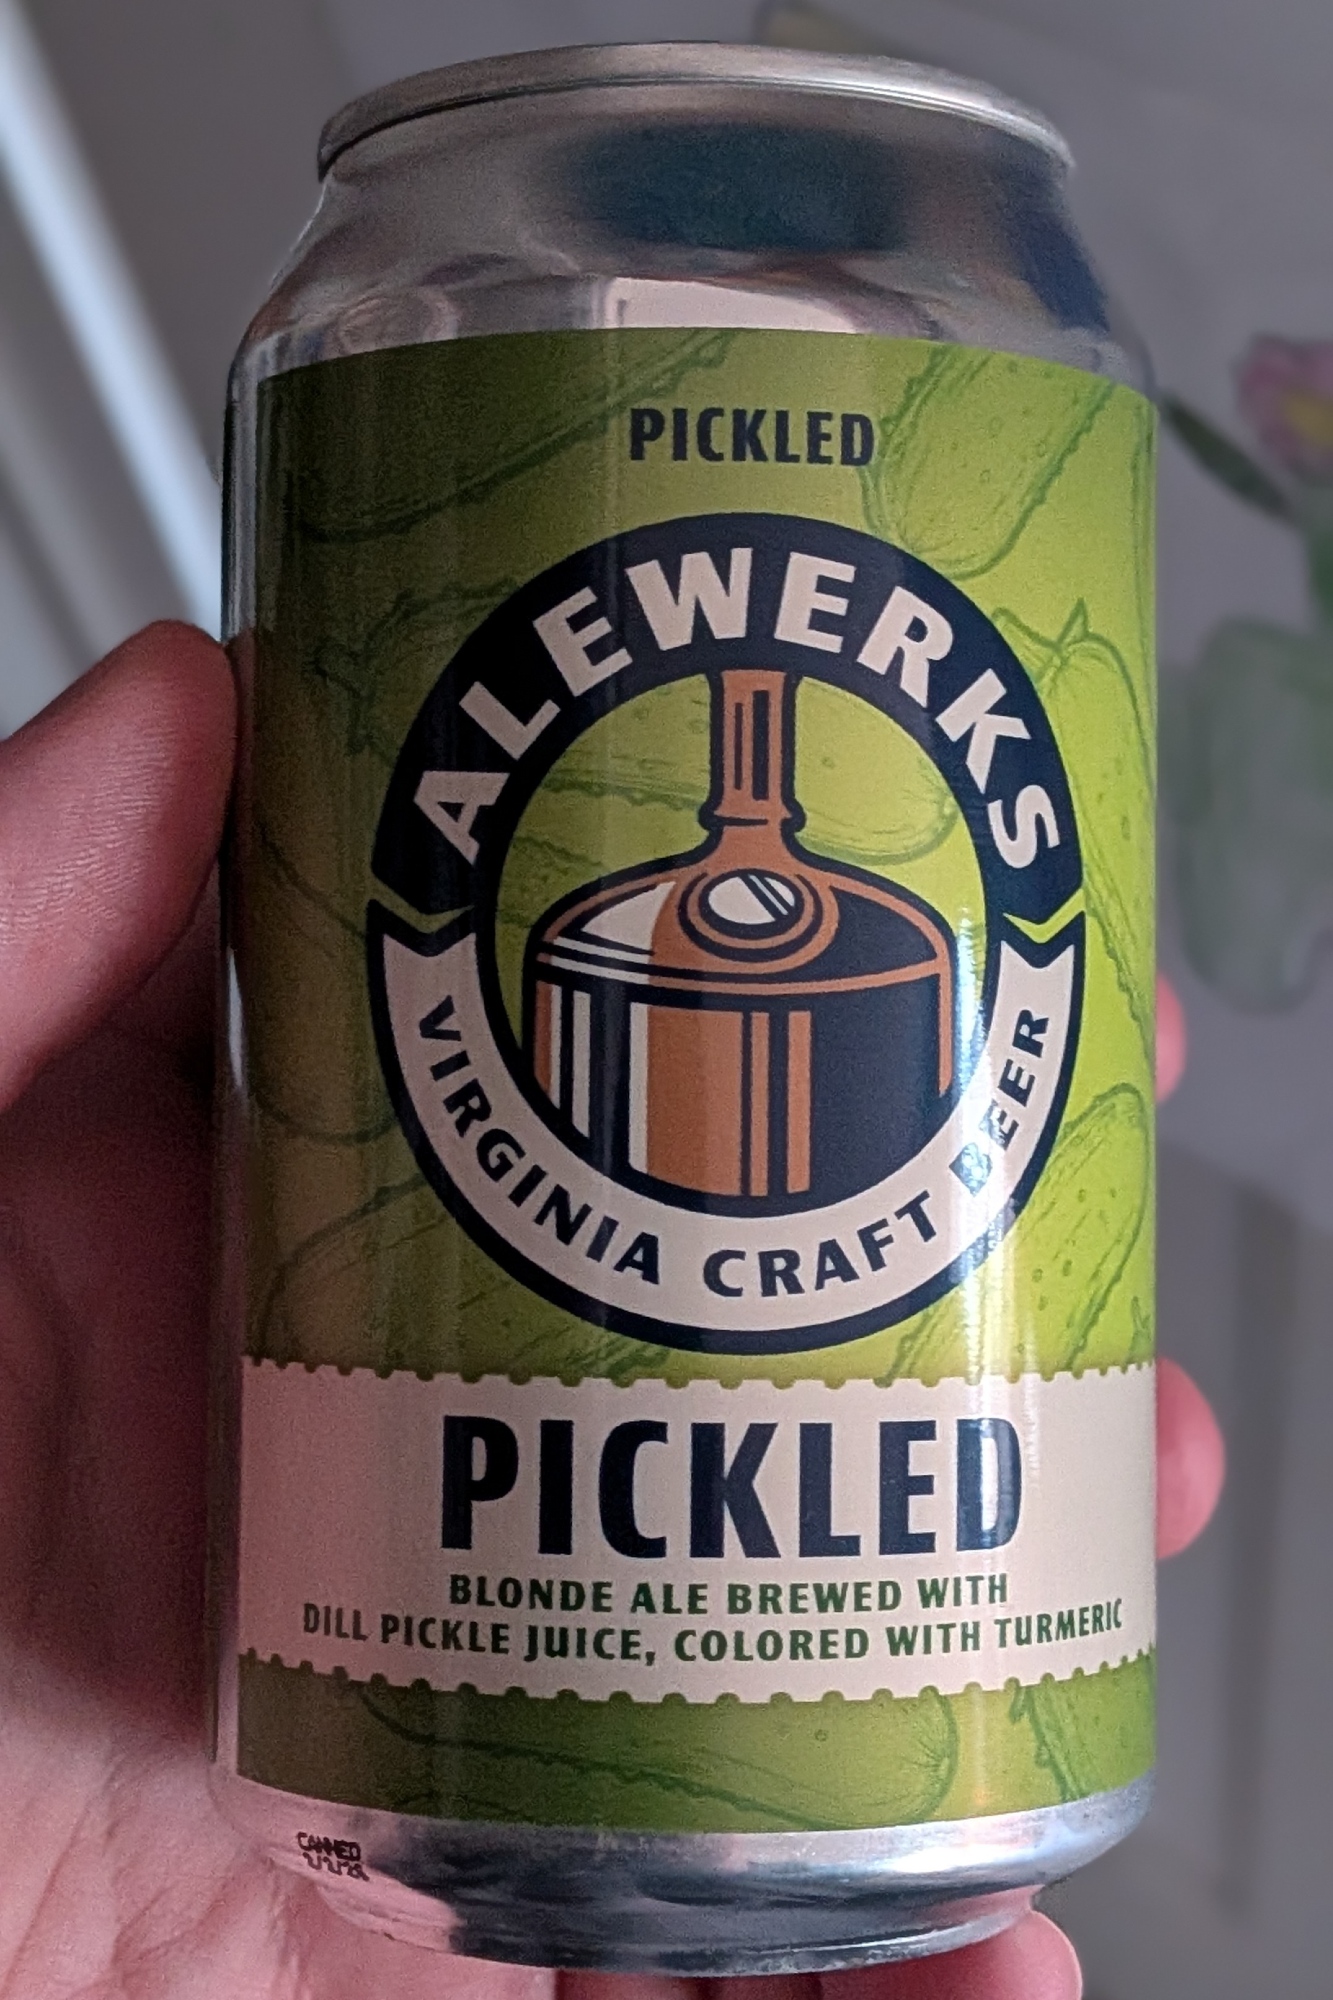 PICKLED
ALEWERKS
VIRGINIA CRAFT BEER
PICKLED
BLONDE ALE BREWED WITH
DILL PICKLE JUICE, COLORED WITH TURMERIC
CANNED